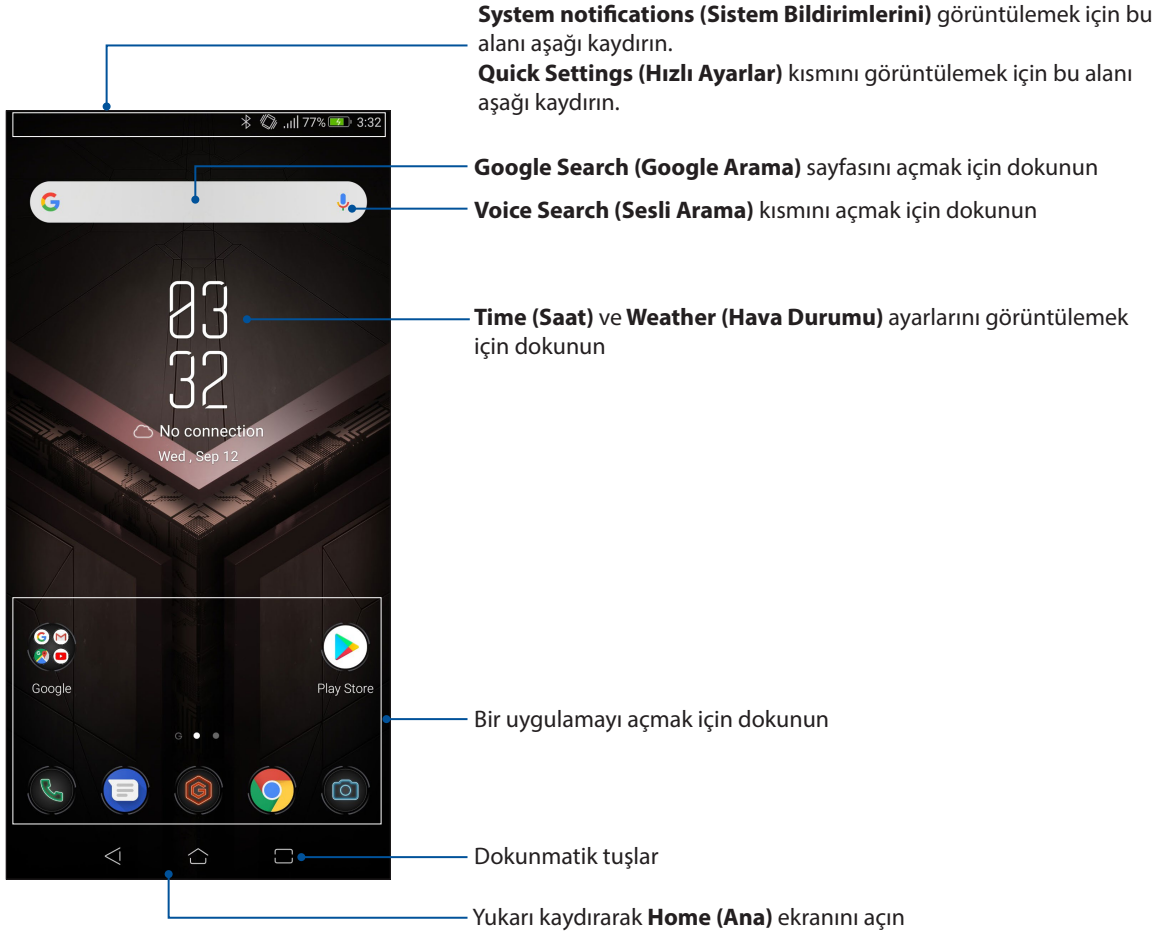 System notifications (Sistem Bildirimlerini) görüntülemek için bu
alanı aşağı kaydırın.
Quick Settings (Hızlı Ayarlar) kısmını görüntülemek için bu alanı
aşağı kaydırın.
77% 3:32
Google Search (Google Arama) sayfasını açmak için dokunun
Voice Search (Sesli Arama) kısmını açmak için dokunun
03
32
Time (Saat) ve Weather (Hava Durumu) ayarlarını görüntülemek
için dokunun
No connection
Wed , Sep 12
Google
Play Store
Bir uygulamayı açmak için dokunun
Dokunmatik tuşlar
Yukarı kaydırarak Home (Ana) ekranını açın